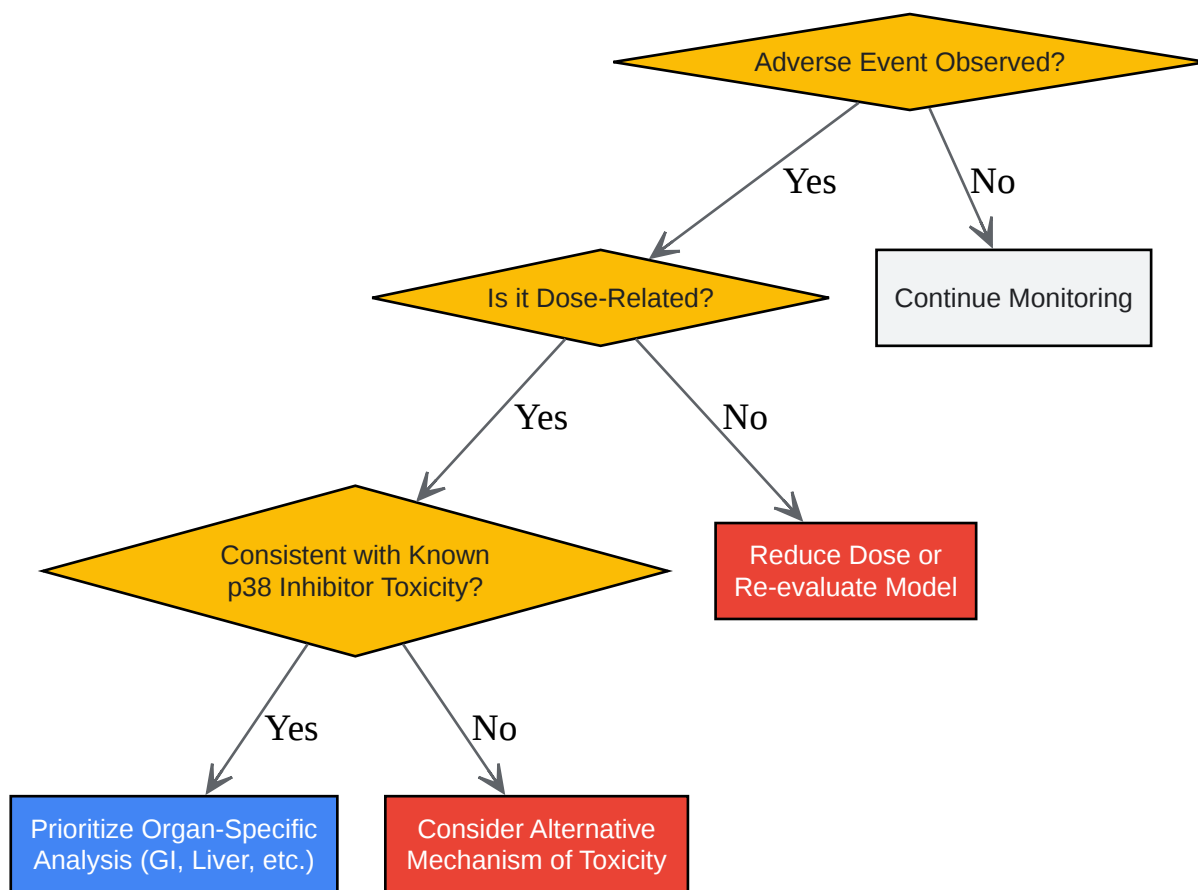 Adverse Event Observed?
Yes
No
Is it Dose-Related?
Continue Monitoring
Yes
No
Consistent with Known
p38 Inhibitor Toxicity?
Reduce Dose or
Re-evaluate Model
Yes
No
Prioritize Organ-Specific
Analysis (GI, Liver, etc.)
Consider Alternative
Mechanism of Toxicity